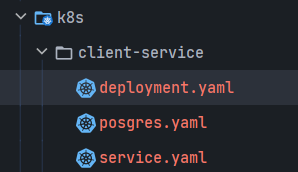 k8s
client-service
deployment.yaml
posgres.yaml
service.yaml